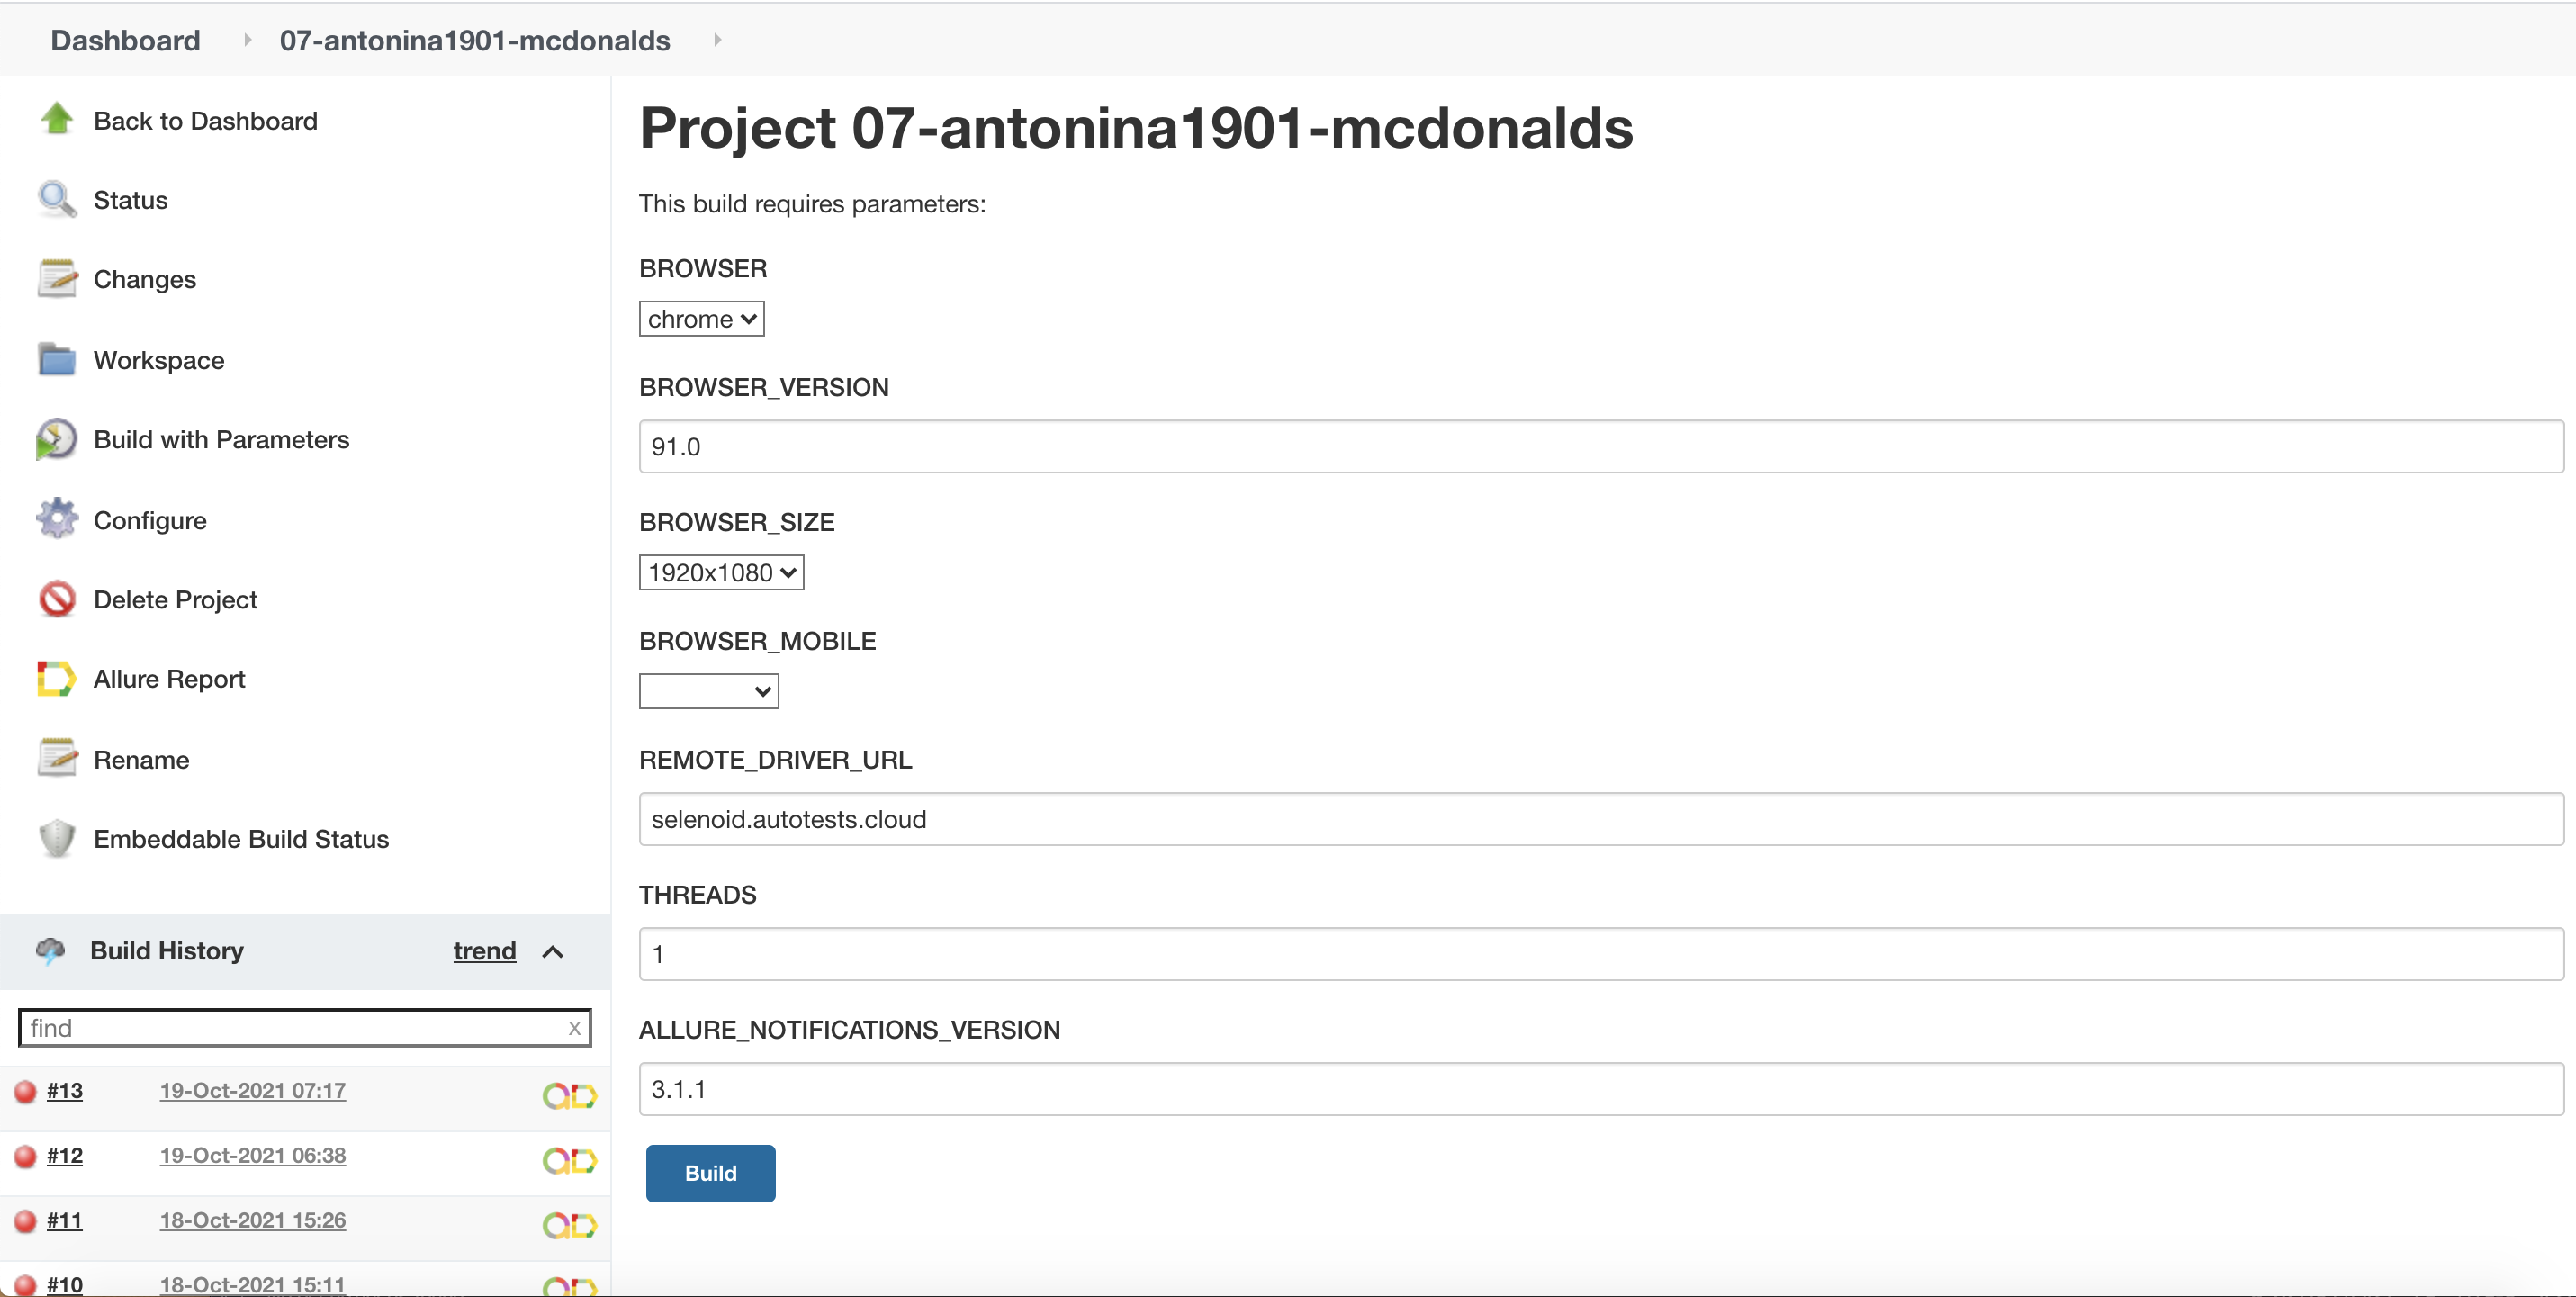 Dashboard
07-antonina1901-mcdonalds
Back to Dashboard
Status
Changes
Workspace
Build with Parameters
Configure
Delete Project
Allure Report
Rename
Embeddable Build Status
Build History
trend
find
x
#13
19-Oct-2021 07:17
#12
19-Oct-2021 06:38
#11
18-Oct-2021 15:26
#10
18-Oct-2021 15:11
Project 07-antonina1901-mcdonalds
This build requires parameters:
BROWSER
chrome
BROWSER_VERSION
91.0
BROWSER_SIZE
1920x1080
BROWSER_MOBILE
REMOTE_DRIVER_URL
selenoid.autotests.cloud
THREADS
1
ALLURE_NOTIFICATIONS_VERSION
3.1.1
Build